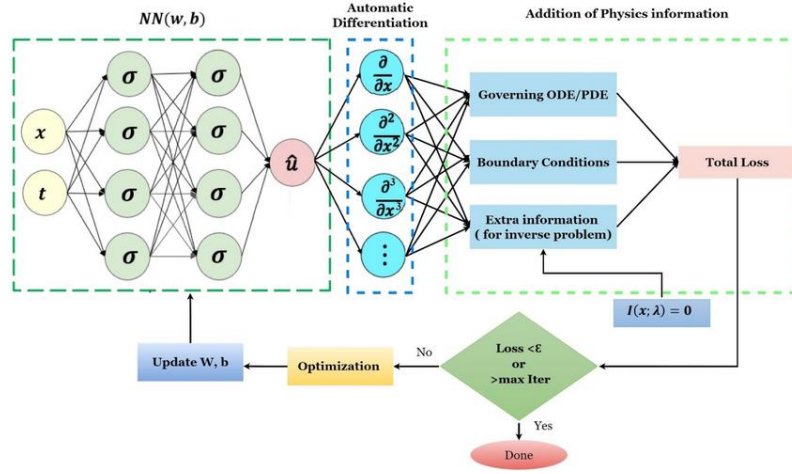 NN(w, b)
Automatic
Differentiation
Addition of Physics information
σ
σ
∂/∂x
x
σ
σ
∂²/∂x²
û
t
σ
σ
∂³/∂x³
σ
σ
⋮
Governing ODE/PDE
Boundary Conditions
Extra information
( for inverse problem)
Total Loss
I(x; λ) = 0
Loss <ℇ
or
>max Iter
No
Optimization
Update W, b
Yes
Done